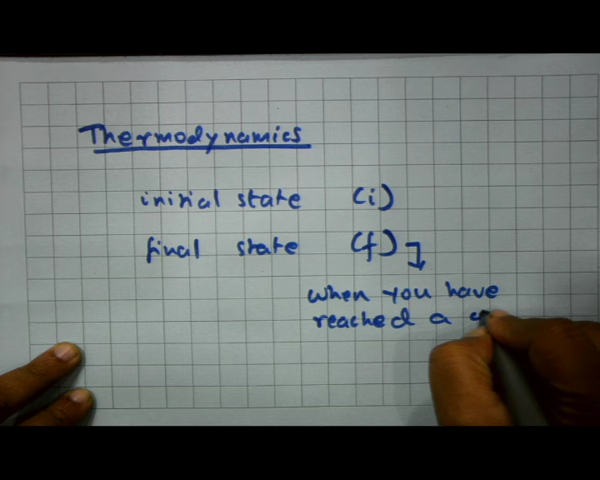 Thermodynamics
initial state (i)
final state (f)
when you have
reached a